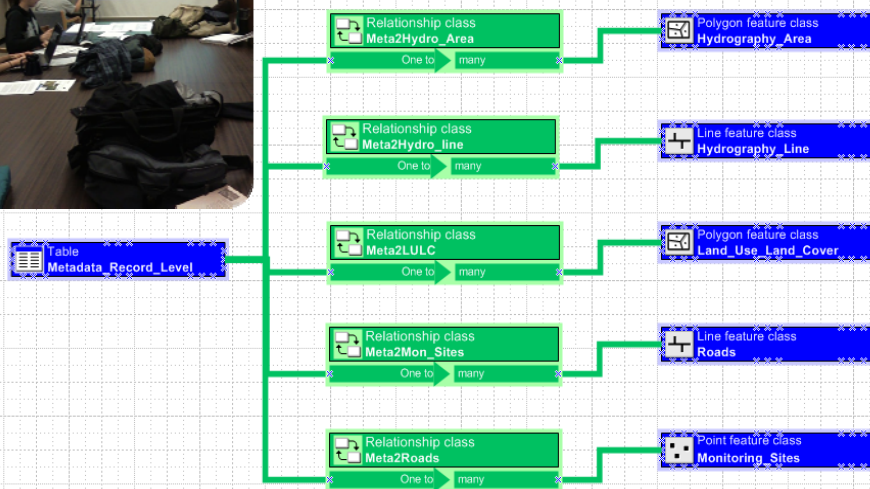 Relationship class
Meta2Hydro_Area
One to many
Polygon feature class
Hydrography_Area
Relationship class
Meta2Hydro_line
One to many
Line feature class
Hydrography_Line
Table
Metadata_Record_Level
Relationship class
Meta2LULC
One to many
Polygon feature class
Land_Use_Land_Cover
Relationship class
Meta2Mon_Sites
One to many
Line feature class
Roads
Relationship class
Meta2Roads
One to many
Point feature class
Monitoring_Sites